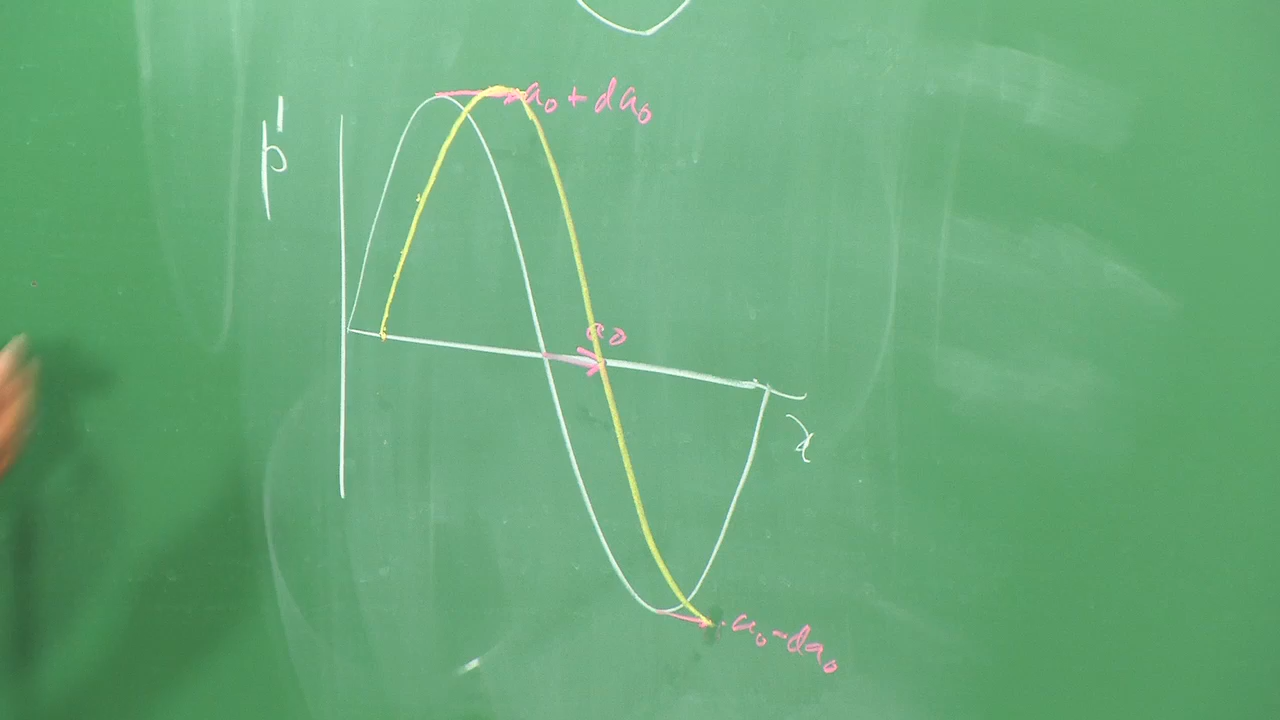 p'
a₀ + da₀
a₀
x
a₀ - da₀